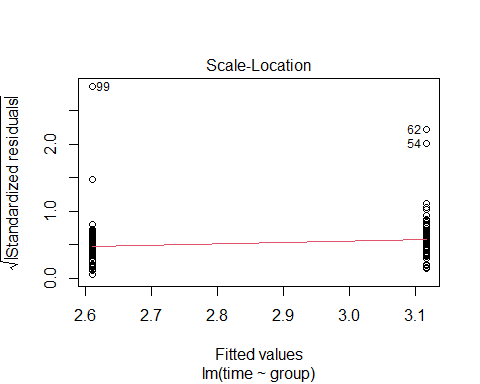 Scale-Location
√|Standardized residuals|
2.0
1.0
0.0
99
62
54
2.6 2.7 2.8 2.9 3.0 3.1
Fitted values
lm(time ~ group)